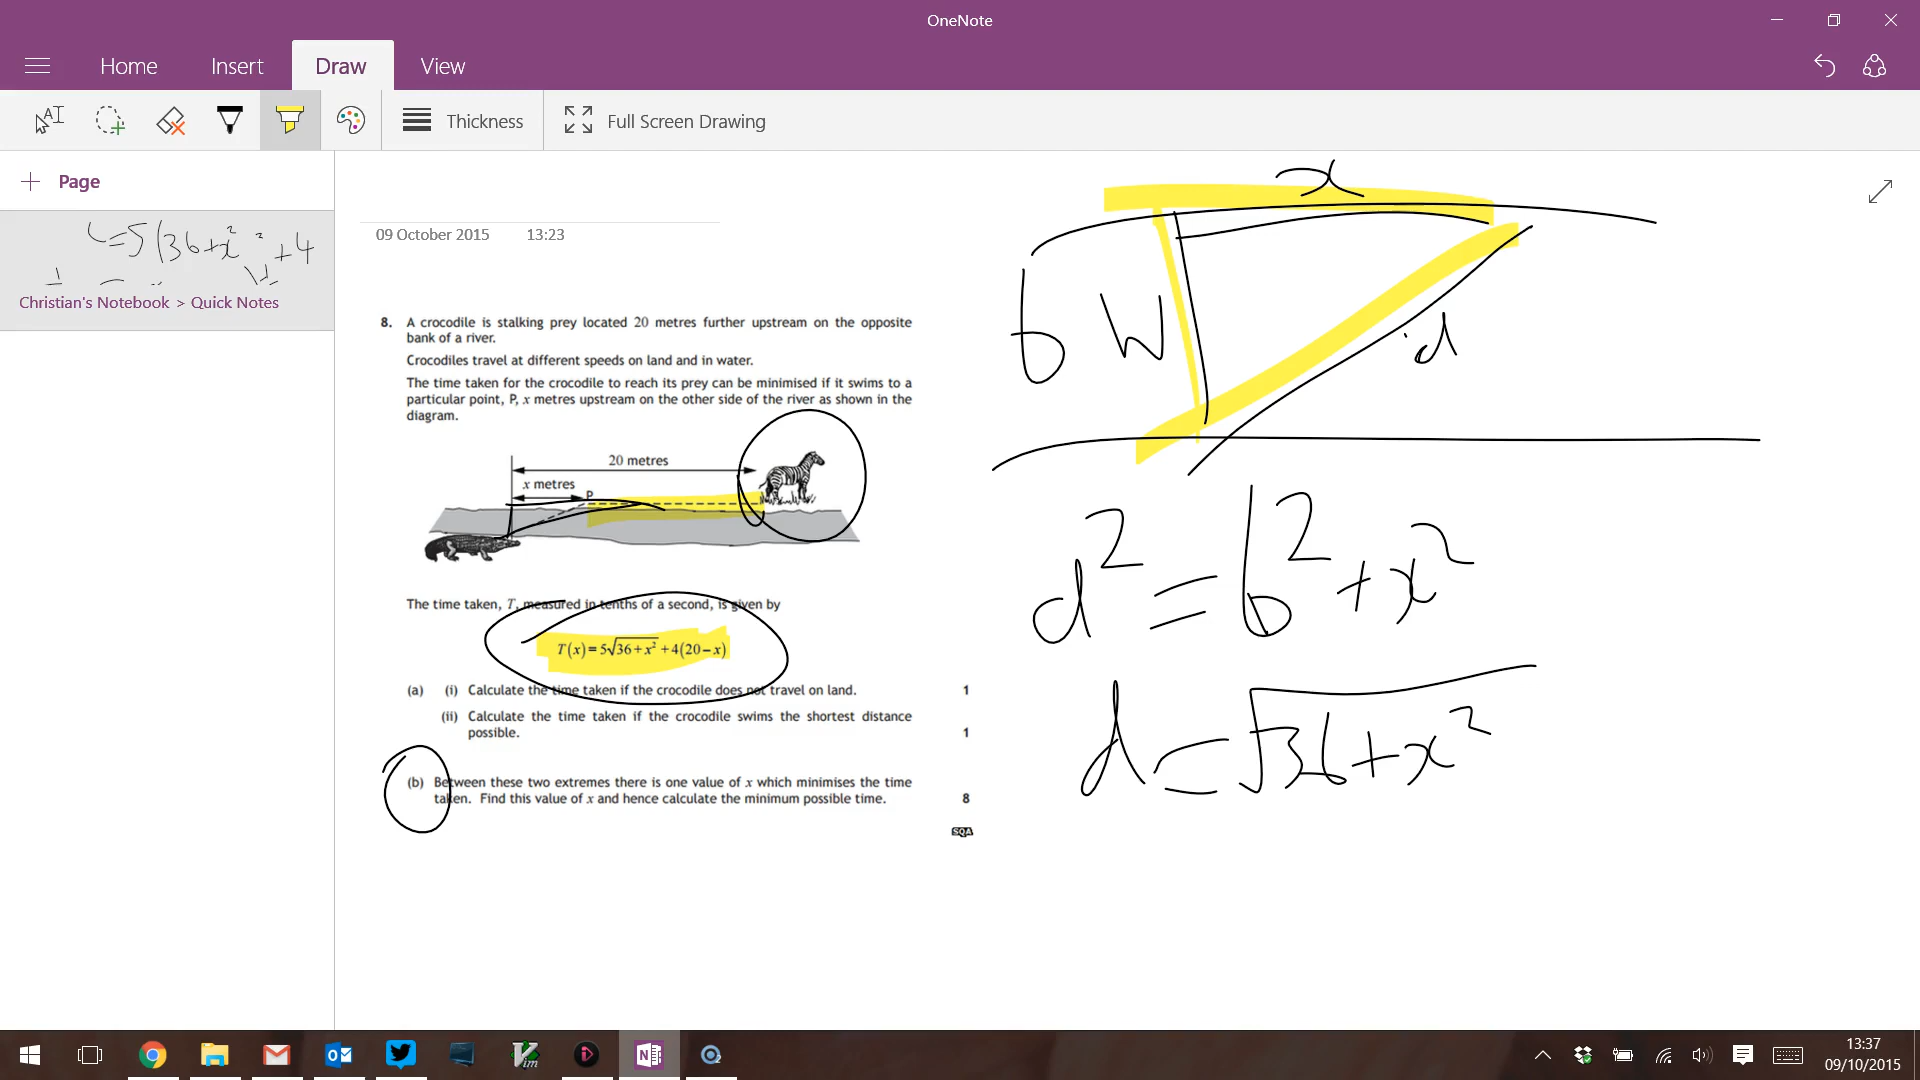 OneNote
Home Insert Draw View
Thickness Full Screen Drawing
+ Page
=5(36+x² +4
Christian's Notebook > Quick Notes
09 October 2015 13:23
8. A crocodile is stalking prey located 20 metres further upstream on the opposite
bank of a river.
Crocodiles travel at different speeds on land and in water.
The time taken for the crocodile to reach its prey can be minimised if it swims to a
particular point, P, x metres upstream on the other side of the river as shown in the
diagram.
20 metres
x metres
P
The time taken, T, measured in tenths of a second, is given by
T(x)=5√36+x² +4(20−x)
(a) (i) Calculate the time taken if the crocodile does not travel on land. 1
(ii) Calculate the time taken if the crocodile swims the shortest distance
possible. 1
(b) Between these two extremes there is one value of x which minimises the time
taken. Find this value of x and hence calculate the minimum possible time. 8
SQA
x
6 W
d
d² = 6² + x²
d = √36+x²
13:37
09/10/2015